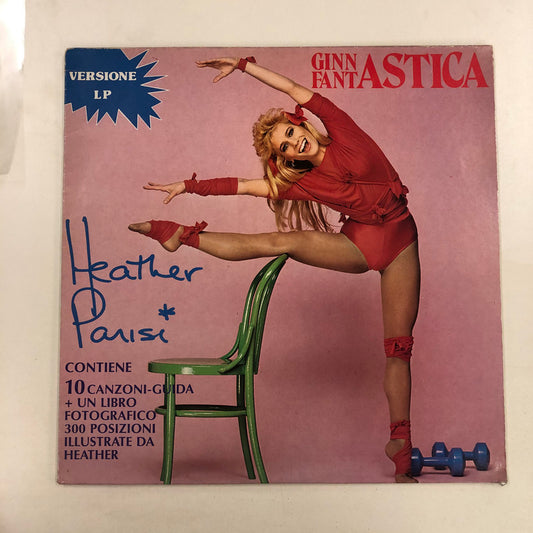 VERSIONE
LP
GINN
FANTASTICA
Heather
Parisi*
CONTIENE
10 CANZONI-GUIDA
+ UN LIBRO
FOTOGRAFICO
300 POSIZIONI
ILLUSTRATE DA
HEATHER